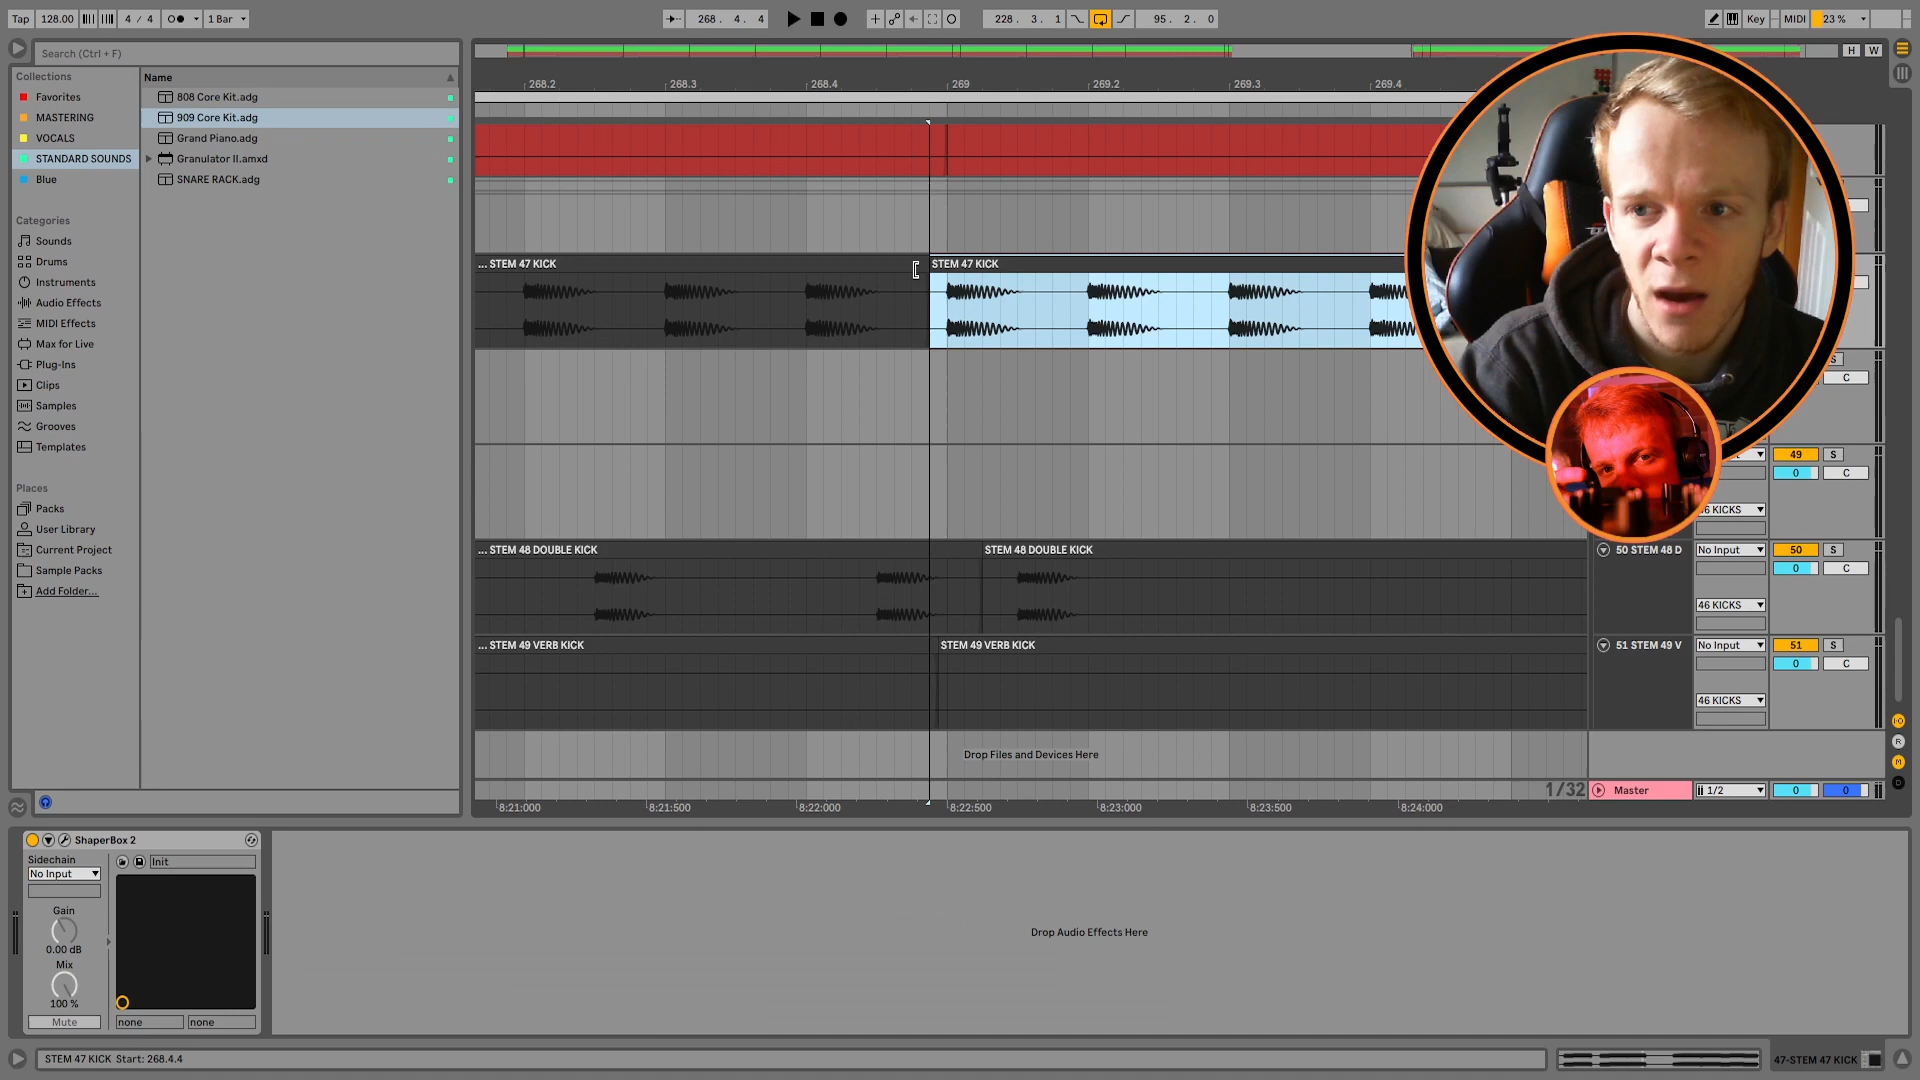 Tap 128.00 4 / 4 1 Bar
268. 4. 4
228. 3. 1
95. 2. 0
Key MIDI 23 %
Search (Ctrl + F)
H W
Collections
Favorites
MASTERING
VOCALS
STANDARD SOUNDS
Blue
Categories
Sounds
Drums
Instruments
Audio Effects
MIDI Effects
Max for Live
Plug-Ins
Clips
Samples
Grooves
Templates
Places
Packs
User Library
Current Project
Sample Packs
Add Folder...
Name
808 Core Kit.adg
909 Core Kit.adg
Grand Piano.adg
Granulator II.amxd
SNARE RACK.adg
268.2 268.3 268.4 269 269.2 269.3 269.4
... STEM 47 KICK STEM 47 KICK
S
C
49 S
0 C
KICKS
... STEM 48 DOUBLE KICK STEM 48 DOUBLE KICK
50 STEM 48 D No Input 50 S
0 C
46 KICKS
... STEM 49 VERB KICK STEM 49 VERB KICK
51 STEM 49 V No Input 51 S
0 C
46 KICKS
Drop Files and Devices Here
1/32 Master 1/2 0 0
8:21:000 8:21:500 8:22:000 8:22:500 8:23:000 8:23:500 8:24:000
I·O
R
M
D
ShaperBox 2
Sidechain
No Input
Init
Gain
0.00 dB
Mix
100 %
Mute
none none
Drop Audio Effects Here
STEM 47 KICK Start: 268.4.4
47-STEM 47 KICK